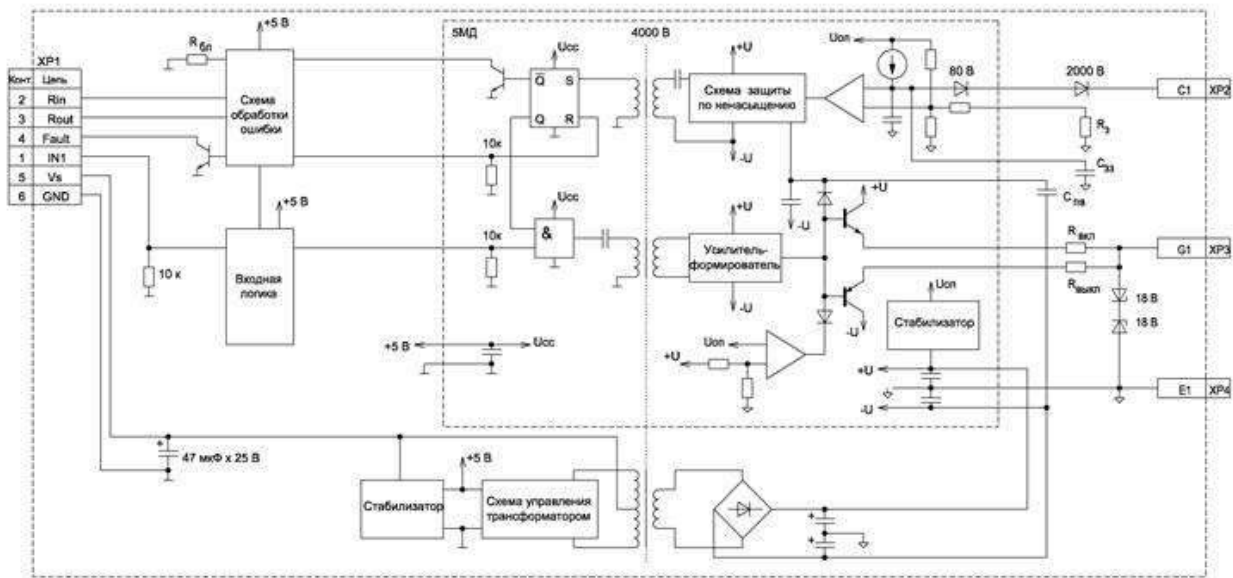 5МД
4000 В
+5 В
Rбл
Ucc
+U
Uоп
80 В
2000 В
XP1
Конт. Цепь
2 Rin
3 Rout
4 Fault
1 IN1
5 Vs
6 GND
Схема
обработки
ошибки
Q̅ S
Q R
Схема защиты
по ненасыщению
C1 XP2
Rз
10к
-U
Cзз
Cпв
+5 В
Ucc
+U
-U
+U
&
10к
Усилитель-
формирователь
Rвкл
G1 XP3
Rвыкл
10 к
Входная
логика
-U
Uоп
-U
18 В
18 В
Стабилизатор
+5 В
Ucc
Uоп
+U
+U
E1 XP4
-U
47 мкФ х 25 В
+5 В
Стабилизатор
Схема управления
трансформатором
+
+
+